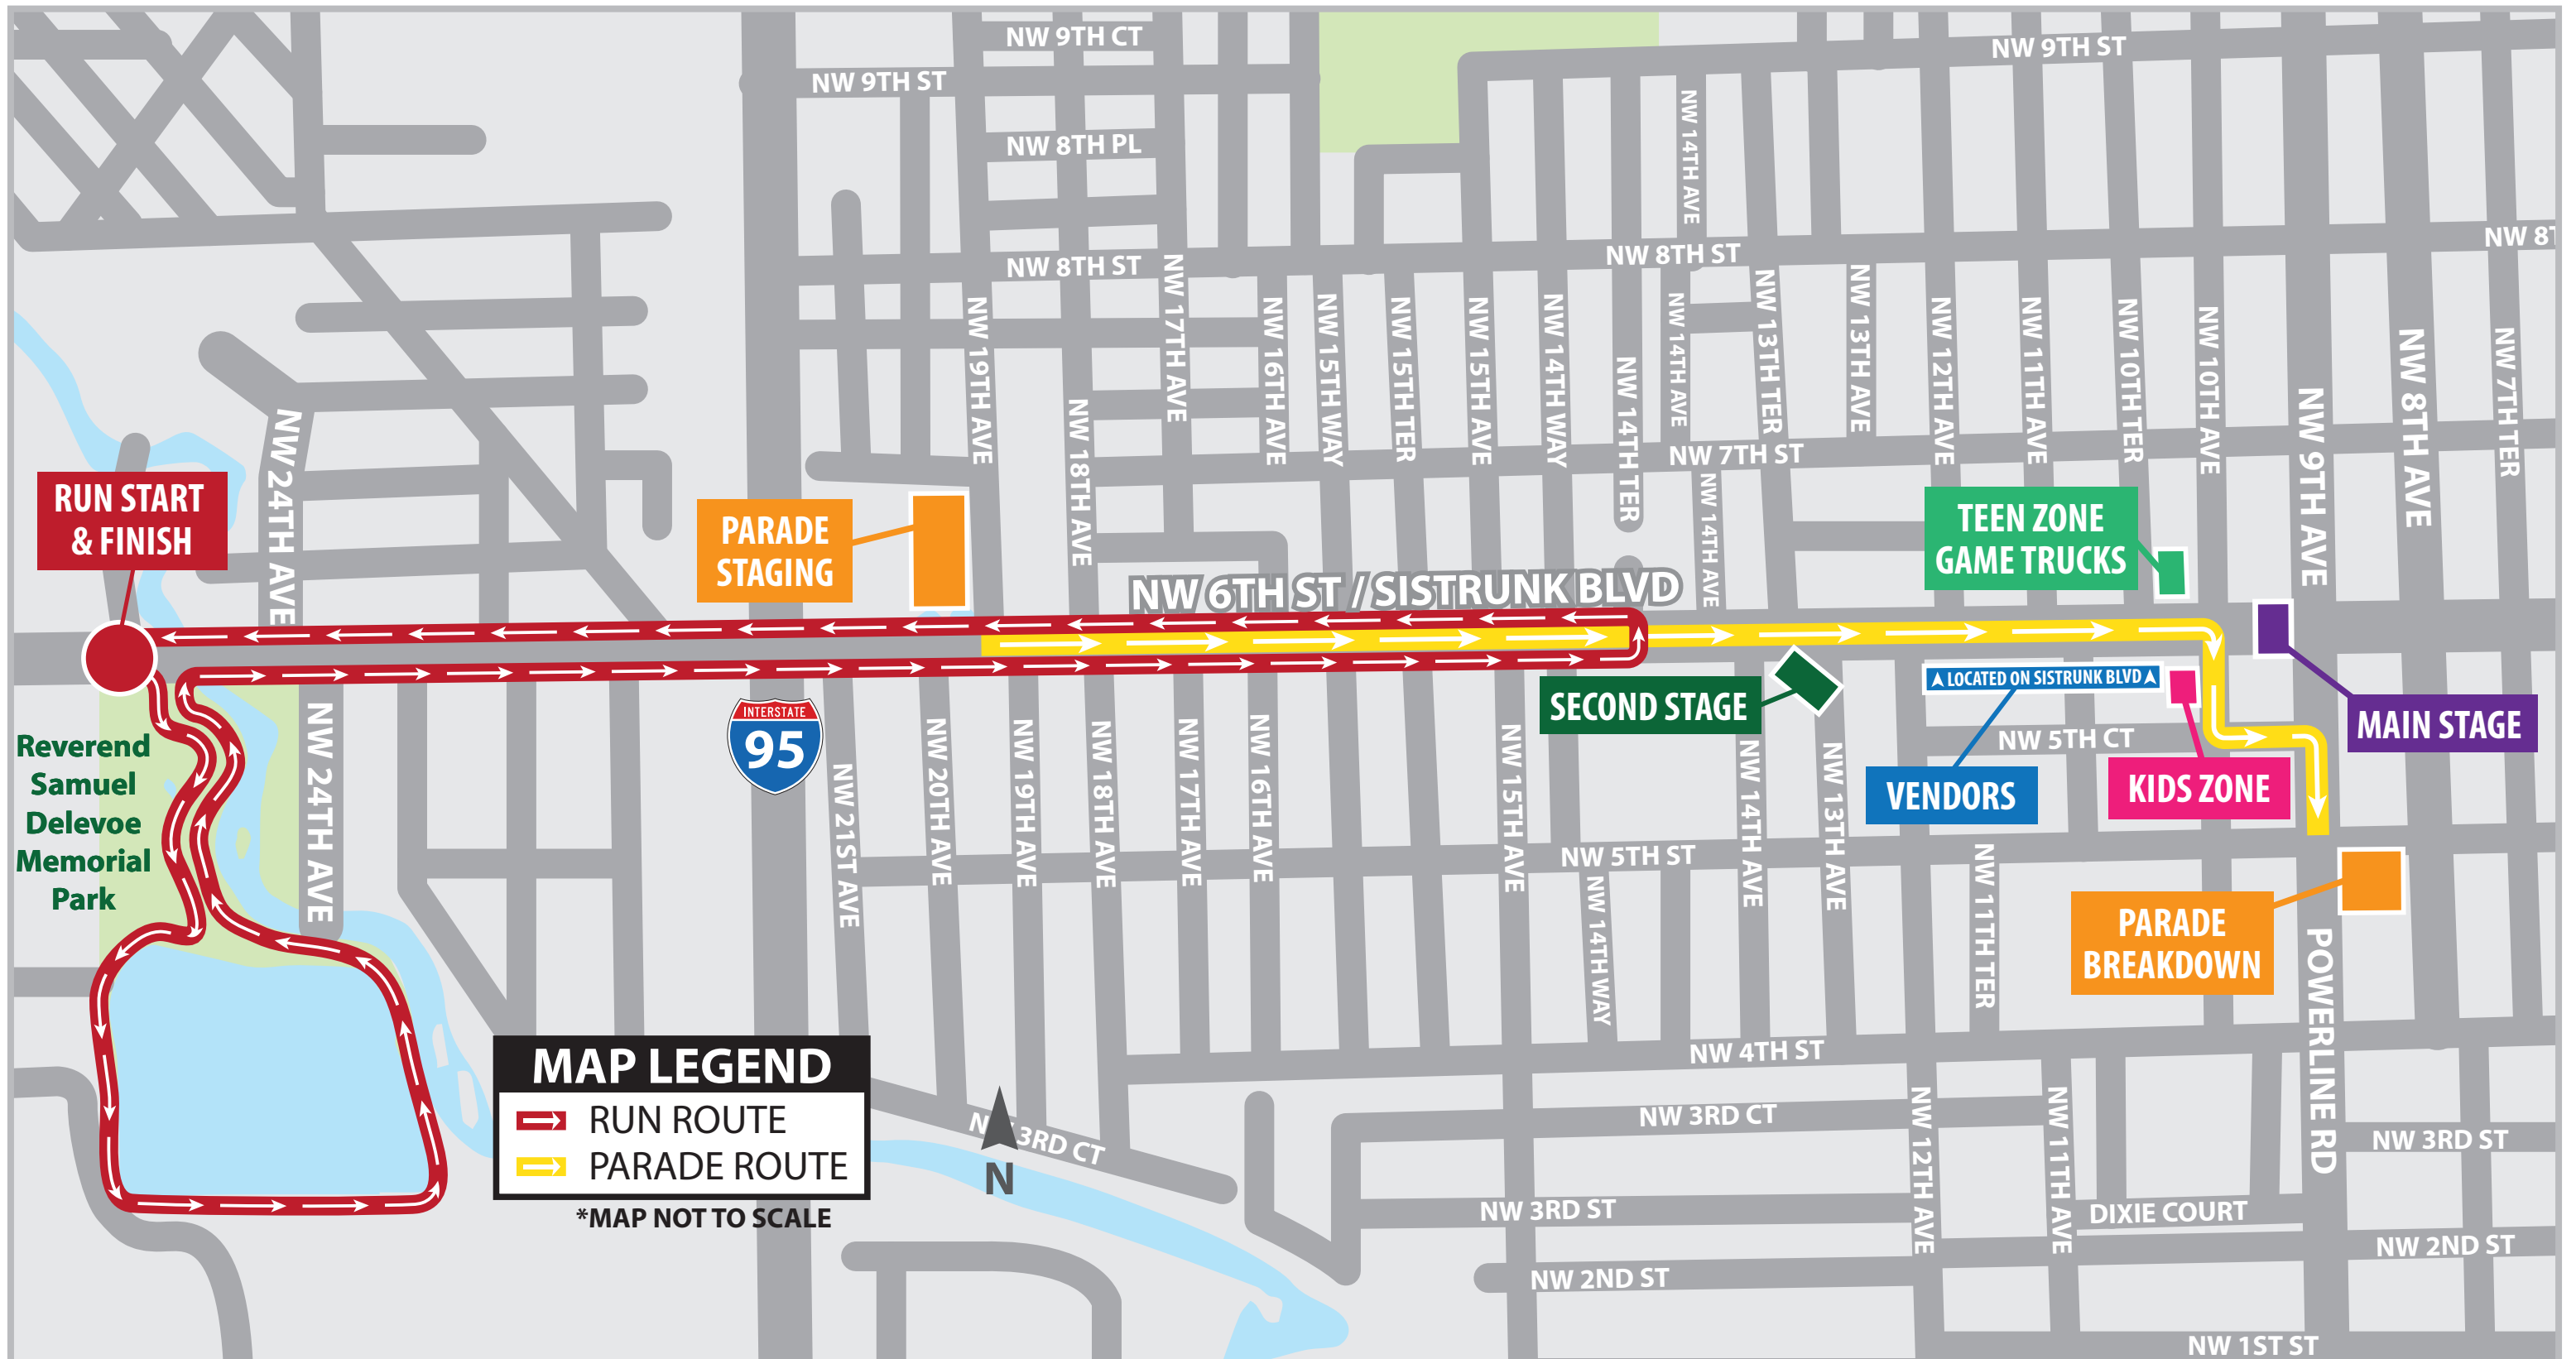 NW 9TH CT
NW 9TH ST
NW 9TH ST
NW 8TH PL
NW 14TH AVE
NW 8TH ST
NW 8TH ST
NW 8T
NW 17TH AVE
NW 19TH AVE
NW 16TH AVE
NW 15TH WAY
NW 15TH TER
NW 15TH AVE
NW 14TH WAY
NW 14TH TER
NW 14TH AVE
NW 13TH TER
NW 13TH AVE
NW 12TH AVE
NW 11TH AVE
NW 10TH TER
NW 10TH AVE
NW 9TH AVE
NW 8TH AVE
NW 7TH TER
NW 24TH AVE
NW 18TH AVE
NW 7TH ST
NW 14TH AVE
RUN START
& FINISH
PARADE
STAGING
TEEN ZONE
GAME TRUCKS
NW 6TH ST / SISTRUNK BLVD
LOCATED ON SISTRUNK BLVD
SECOND STAGE
MAIN STAGE
INTERSTATE
95
Reverend
Samuel
Delevoe
Memorial
Park
NW 24TH AVE
NW 21ST AVE
NW 20TH AVE
NW 19TH AVE
NW 18TH AVE
NW 17TH AVE
NW 16TH AVE
NW 15TH AVE
NW 14TH AVE
NW 13TH AVE
NW 5TH CT
VENDORS
KIDS ZONE
NW 5TH ST
NW 14TH WAY
NW 11TH TER
PARADE
BREAKDOWN
POWERLINE RD
NW 4TH ST
MAP LEGEND
RUN ROUTE
PARADE ROUTE
*MAP NOT TO SCALE
N
NW 3RD CT
NW 3RD CT
NW 12TH AVE
NW 11TH AVE
NW 3RD ST
NW 3RD ST
DIXIE COURT
NW 2ND ST
NW 2ND ST
NW 1ST ST